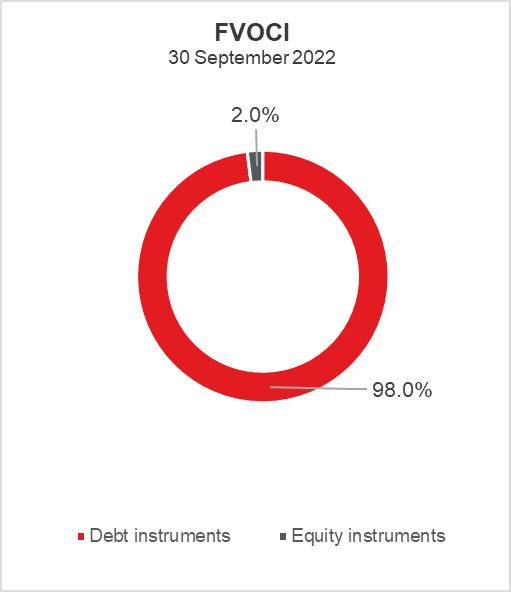 FVOCI
30 September 2022
2.0%
98.0%
Debt instruments
Equity instruments